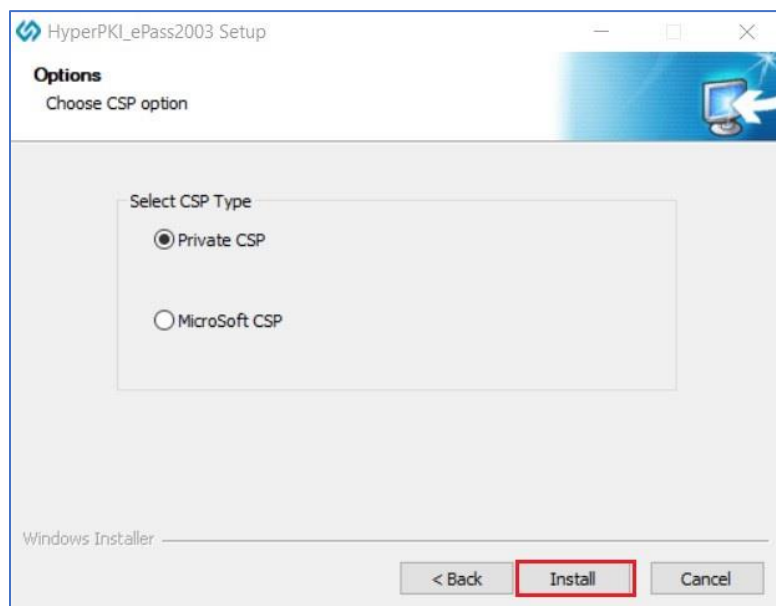 HyperPKI_ePass2003 Setup
Options
Choose CSP option
Select CSP Type
Private CSP
MicroSoft CSP
Windows Installer
< Back Install Cancel